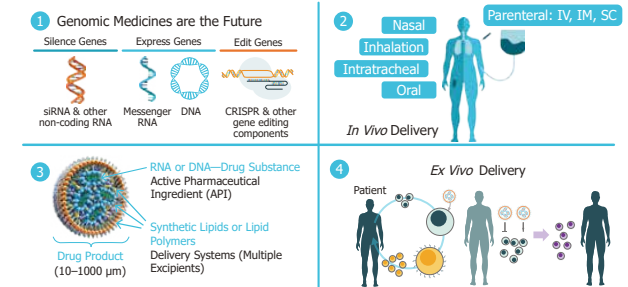 1
Genomic Medicines are the Future
Silence Genes
Express Genes
Edit Genes
siRNA & other
non-coding RNA
Messenger
RNA
DNA
CRISPR & other
gene editing
components
2
Parenteral: IV, IM, SC
Nasal
Inhalation
Intratracheal
Oral
In Vivo Delivery
3
RNA or DNA—Drug Substance
Active Pharmaceutical
Ingredient (API)
Synthetic Lipids or Lipid
Polymers
Delivery Systems (Multiple
Excipients)
Drug Product
(10–1000 μm)
4
Ex Vivo Delivery
Patient